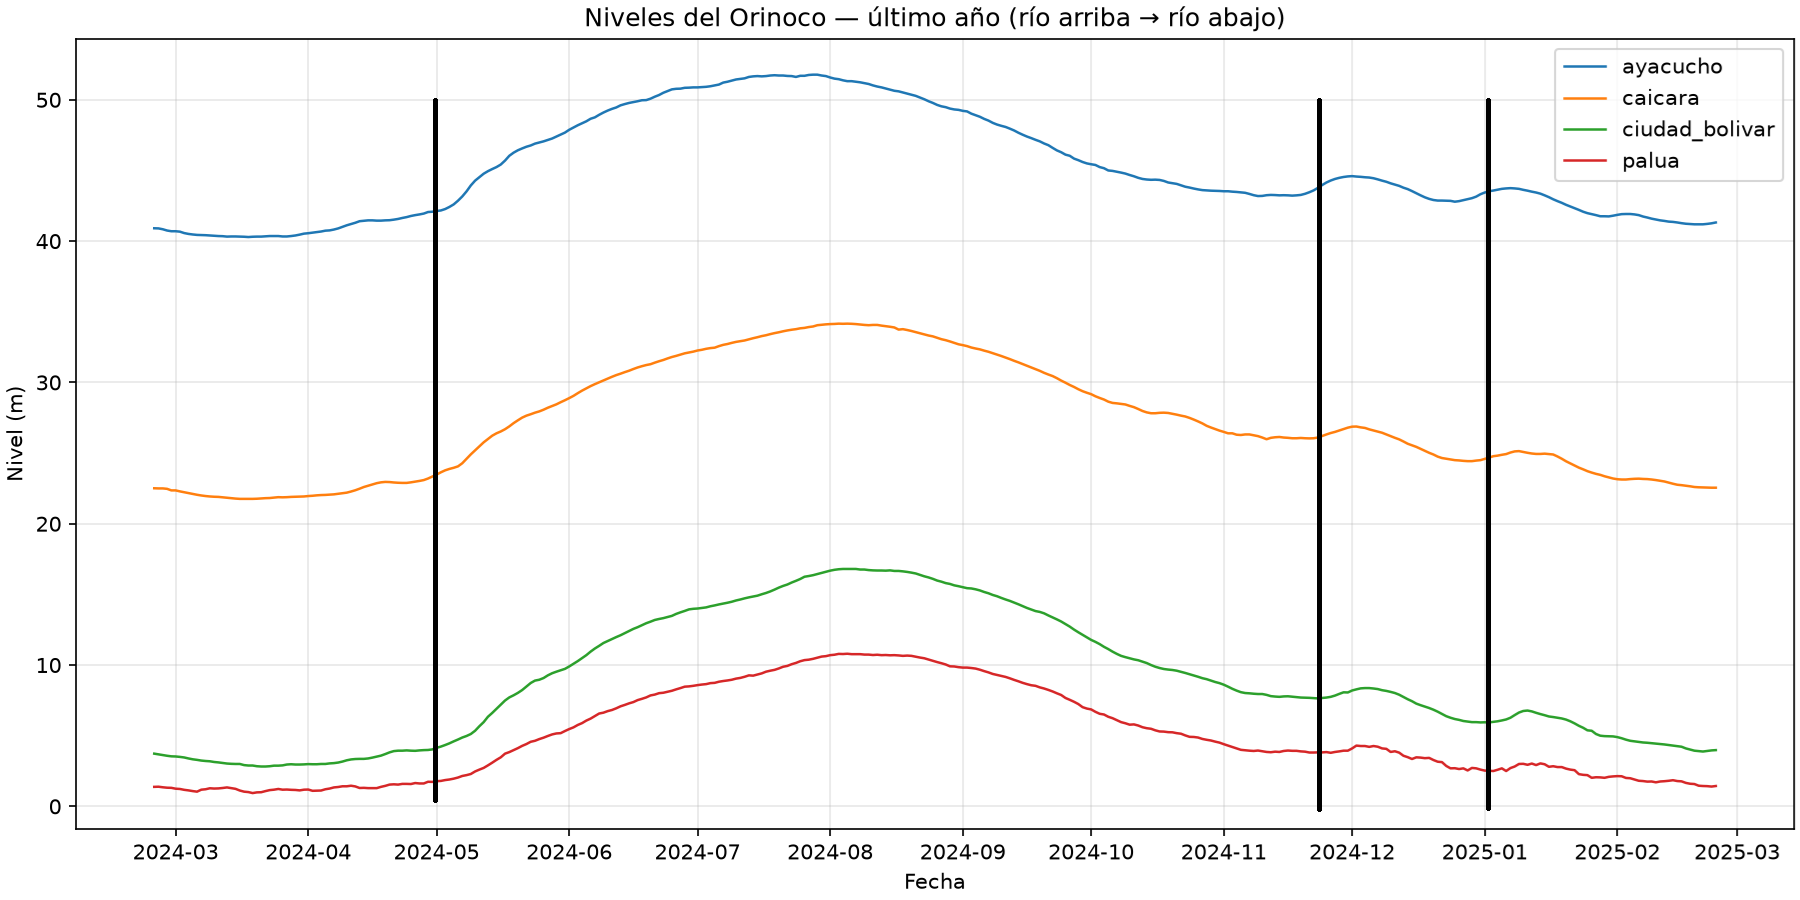 Niveles del Orinoco — último año (río arriba → río abajo)
ayacucho
caicara
ciudad_bolivar
palua
Nivel (m)
50
40
30
20
10
0
2024-03 2024-04 2024-05 2024-06 2024-07 2024-08 2024-09 2024-10 2024-11 2024-12 2025-01 2025-02 2025-03
Fecha